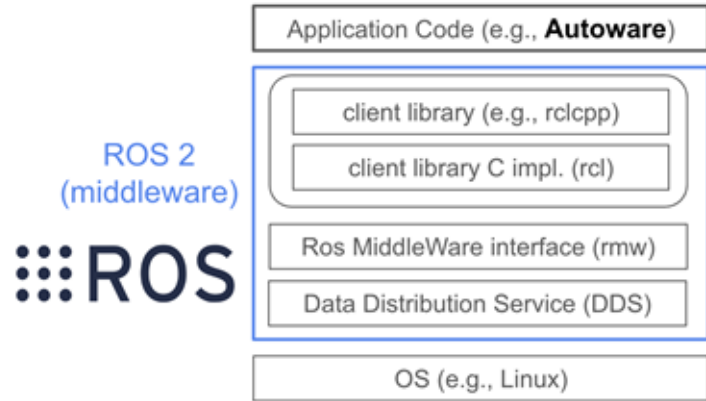 Application Code (e.g., Autoware)
client library (e.g., rclcpp)
client library C impl. (rcl)
ROS 2
(middleware)
Ros MiddleWare interface (rmw)
ROS
Data Distribution Service (DDS)
OS (e.g., Linux)